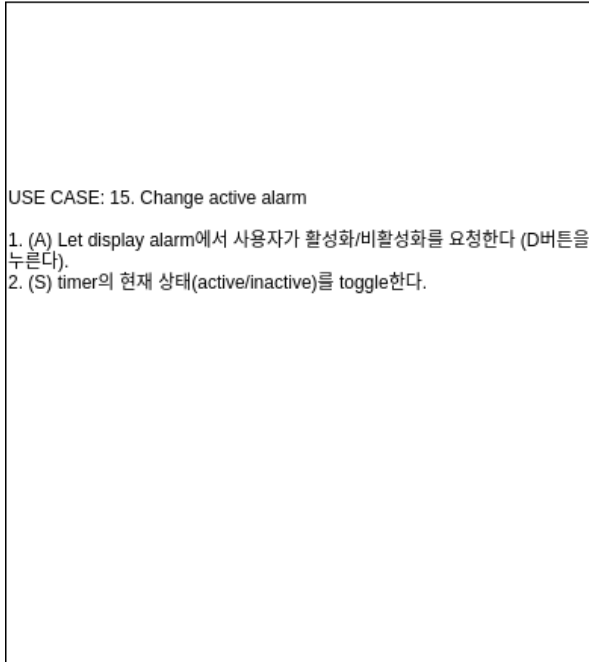 USE CASE: 15. Change active alarm
1. (A) Let display alarm에서 사용자가 활성화/비활성화를 요청한다 (D버튼을
누른다).
2. (S) timer의 현재 상태(active/inactive)를 toggle한다.